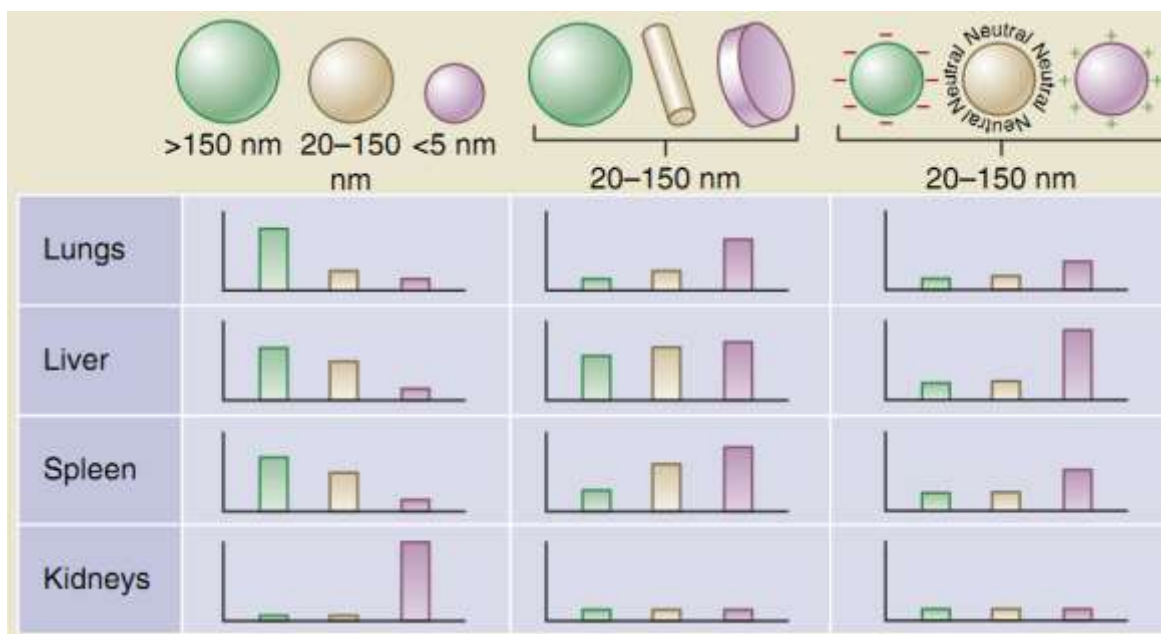 >150 nm 20–150 <5 nm
nm
20–150 nm
Neutral Neutral Neutral Neutral Neutral
− − − − − − − −
+ + + + + + + +
20–150 nm
Lungs
Liver
Spleen
Kidneys